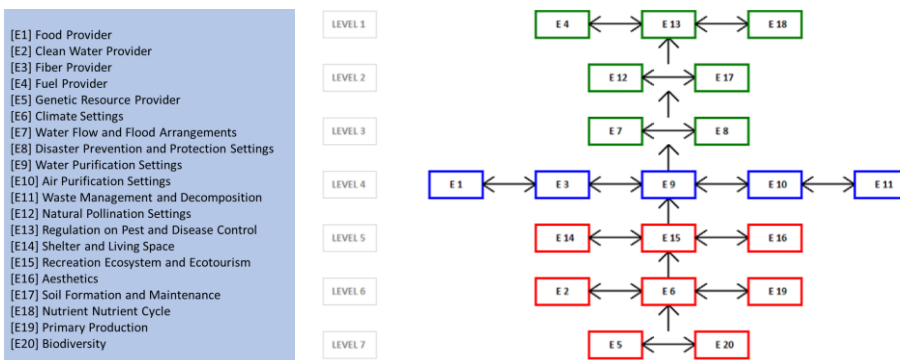 [E1] Food Provider
[E2] Clean Water Provider
[E3] Fiber Provider
[E4] Fuel Provider
[E5] Genetic Resource Provider
[E6] Climate Settings
[E7] Water Flow and Flood Arrangements
[E8] Disaster Prevention and Protection Settings
[E9] Water Purification Settings
[E10] Air Purification Settings
[E11] Waste Management and Decomposition
[E12] Natural Pollination Settings
[E13] Regulation on Pest and Disease Control
[E14] Shelter and Living Space
[E15] Recreation Ecosystem and Ecotourism
[E16] Aesthetics
[E17] Soil Formation and Maintenance
[E18] Nutrient Nutrient Cycle
[E19] Primary Production
[E20] Biodiversity
LEVEL 1 E 4 E 13 E 18
LEVEL 2 E 12 E 17
LEVEL 3 E 7 E 8
LEVEL 4 E 1 E 3 E 9 E 10 E 11
LEVEL 5 E 14 E 15 E 16
LEVEL 6 E 2 E 6 E 19
LEVEL 7 E 5 E 20